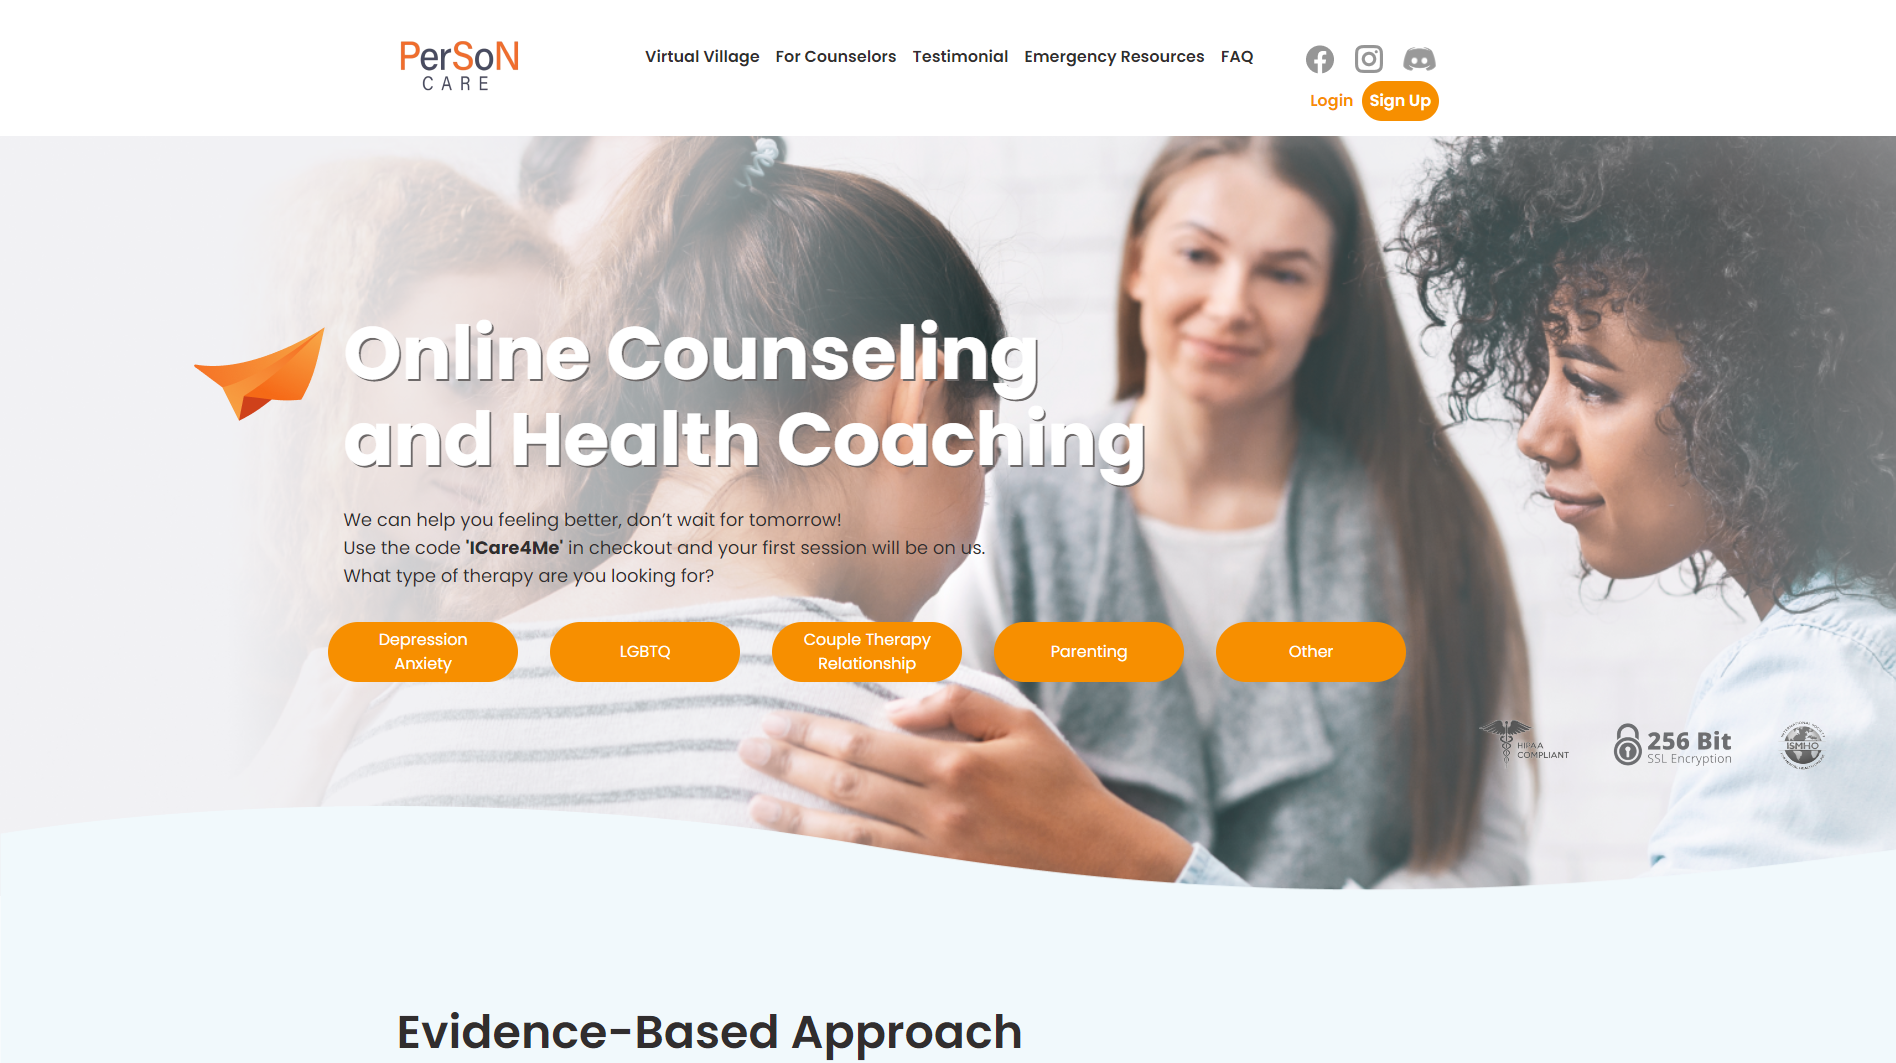 PerSoN
CARE
Virtual Village
For Counselors
Testimonial
Emergency Resources
FAQ
Login
Sign Up
Online Counseling
and Health Coaching
We can help you feeling better, don’t wait for tomorrow!
Use the code 'ICare4Me' in checkout and your first session will be on us.
What type of therapy are you looking for?
Depression
Anxiety
LGBTQ
Couple Therapy
Relationship
Parenting
Other
HIPAA
COMPLIANT
256 Bit
SSL Encryption
ISMHO
Evidence-Based Approach